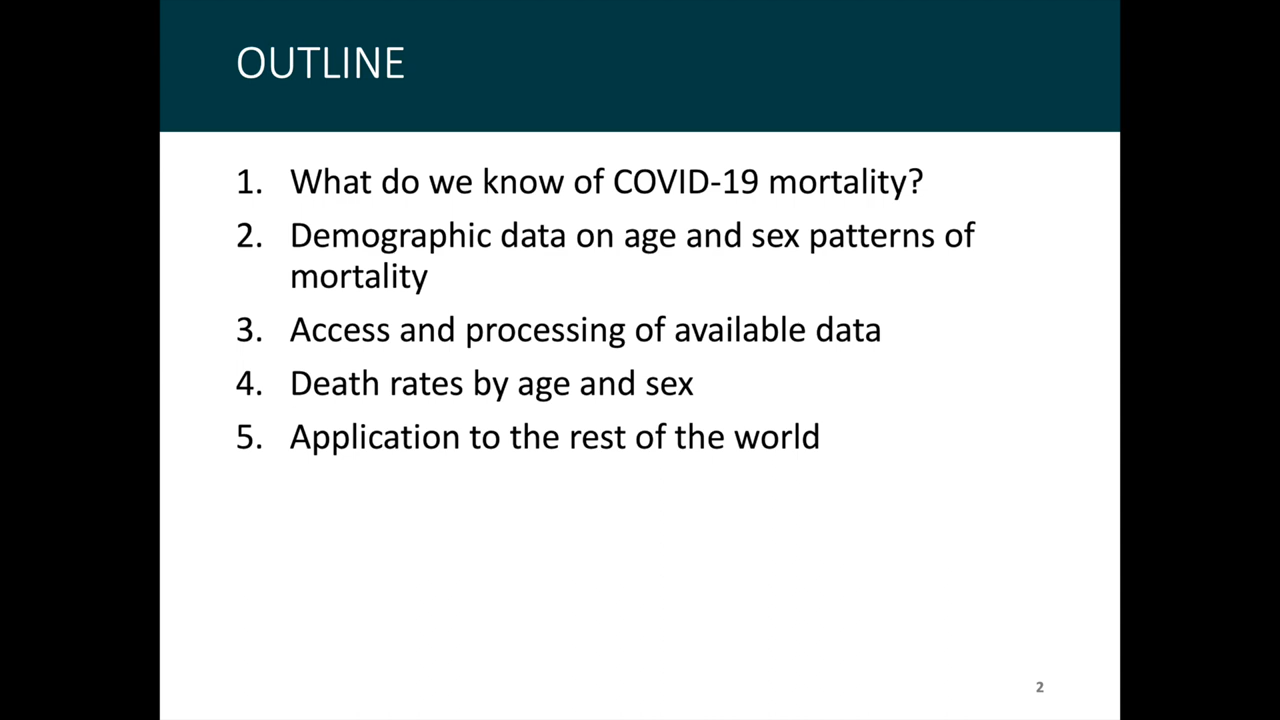 OUTLINE
1. What do we know of COVID-19 mortality?
2. Demographic data on age and sex patterns of
mortality
3. Access and processing of available data
4. Death rates by age and sex
5. Application to the rest of the world
2